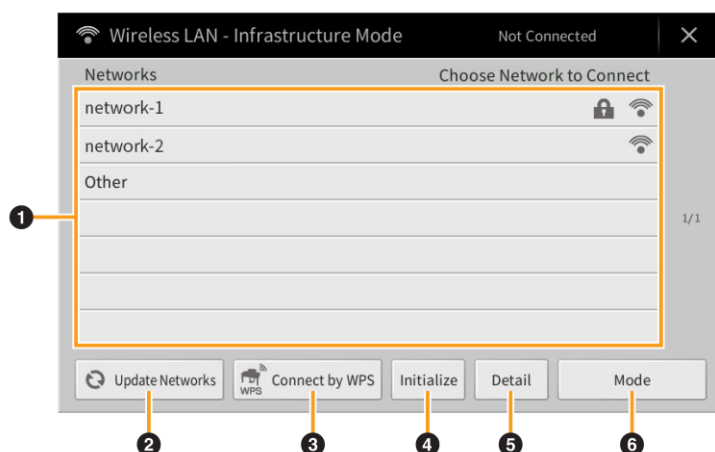 Wireless LAN - Infrastructure Mode Not Connected
Networks Choose Network to Connect
network-1
network-2
Other
1
1/1
Update Networks WPS Connect by WPS Initialize Detail Mode
2 3 4 5 6